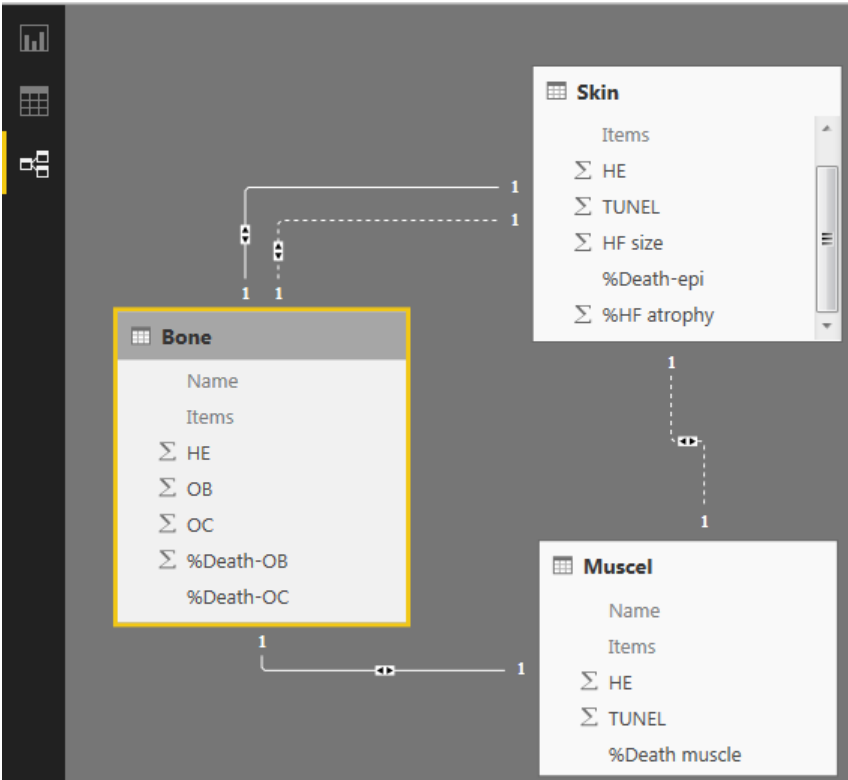 Skin
Items
Σ HE
Σ TUNEL
Σ HF size
%Death-epi
Σ %HF atrophy
1
1
1 1
Bone
Name
Items
Σ HE
Σ OB
Σ OC
Σ %Death-OB
%Death-OC
1
1
1
1
Muscel
Name
Items
Σ HE
Σ TUNEL
%Death muscle